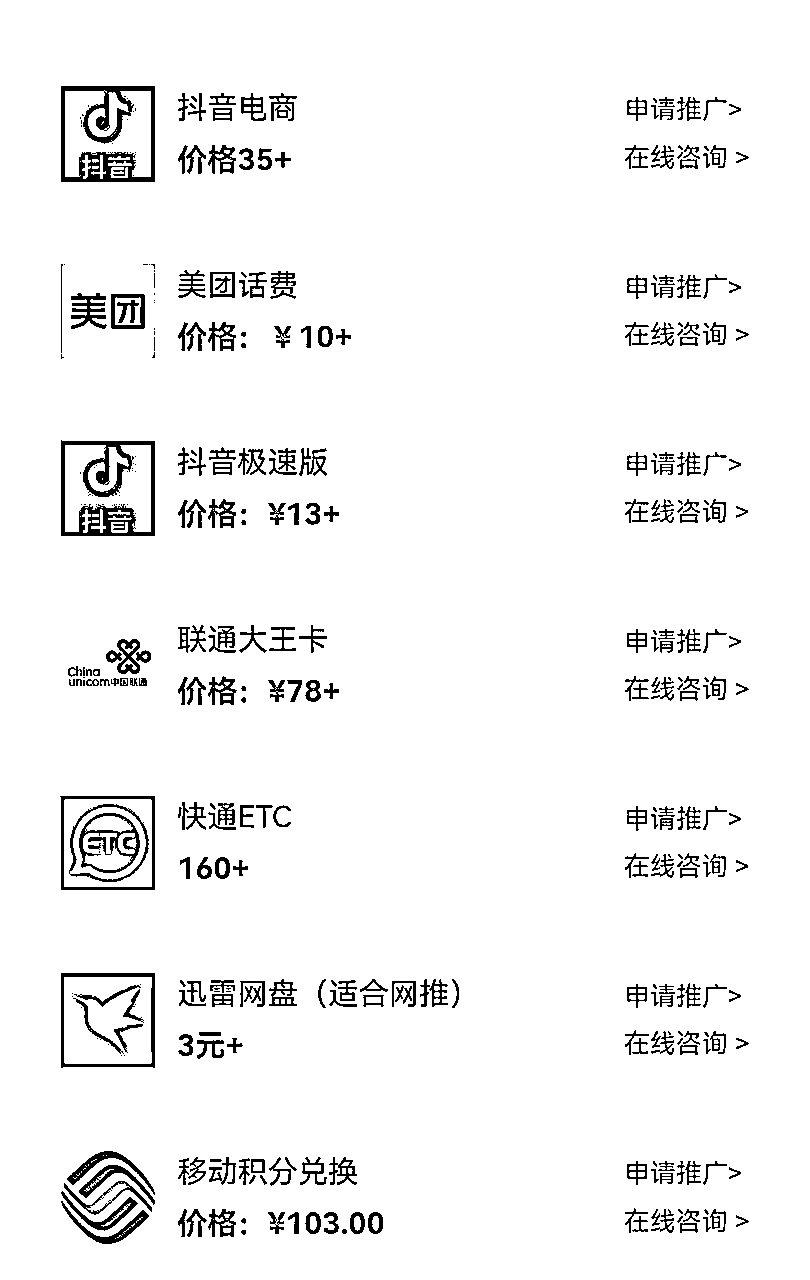 抖音电商
申请推广>
抖音
价格35+
在线咨询 >
美团话费
申请推广>
美团
价格： ¥ 10+
在线咨询 >
抖音极速版
申请推广>
抖音
价格：¥13+
在线咨询 >
联通大王卡
申请推广>
China
unicom中国联通
价格：¥78+
在线咨询 >
快通ETC
申请推广>
ETC
160+
在线咨询 >
迅雷网盘（适合网推）
申请推广>
3元+
在线咨询 >
移动积分兑换
申请推广>
价格：¥103.00
在线咨询 >